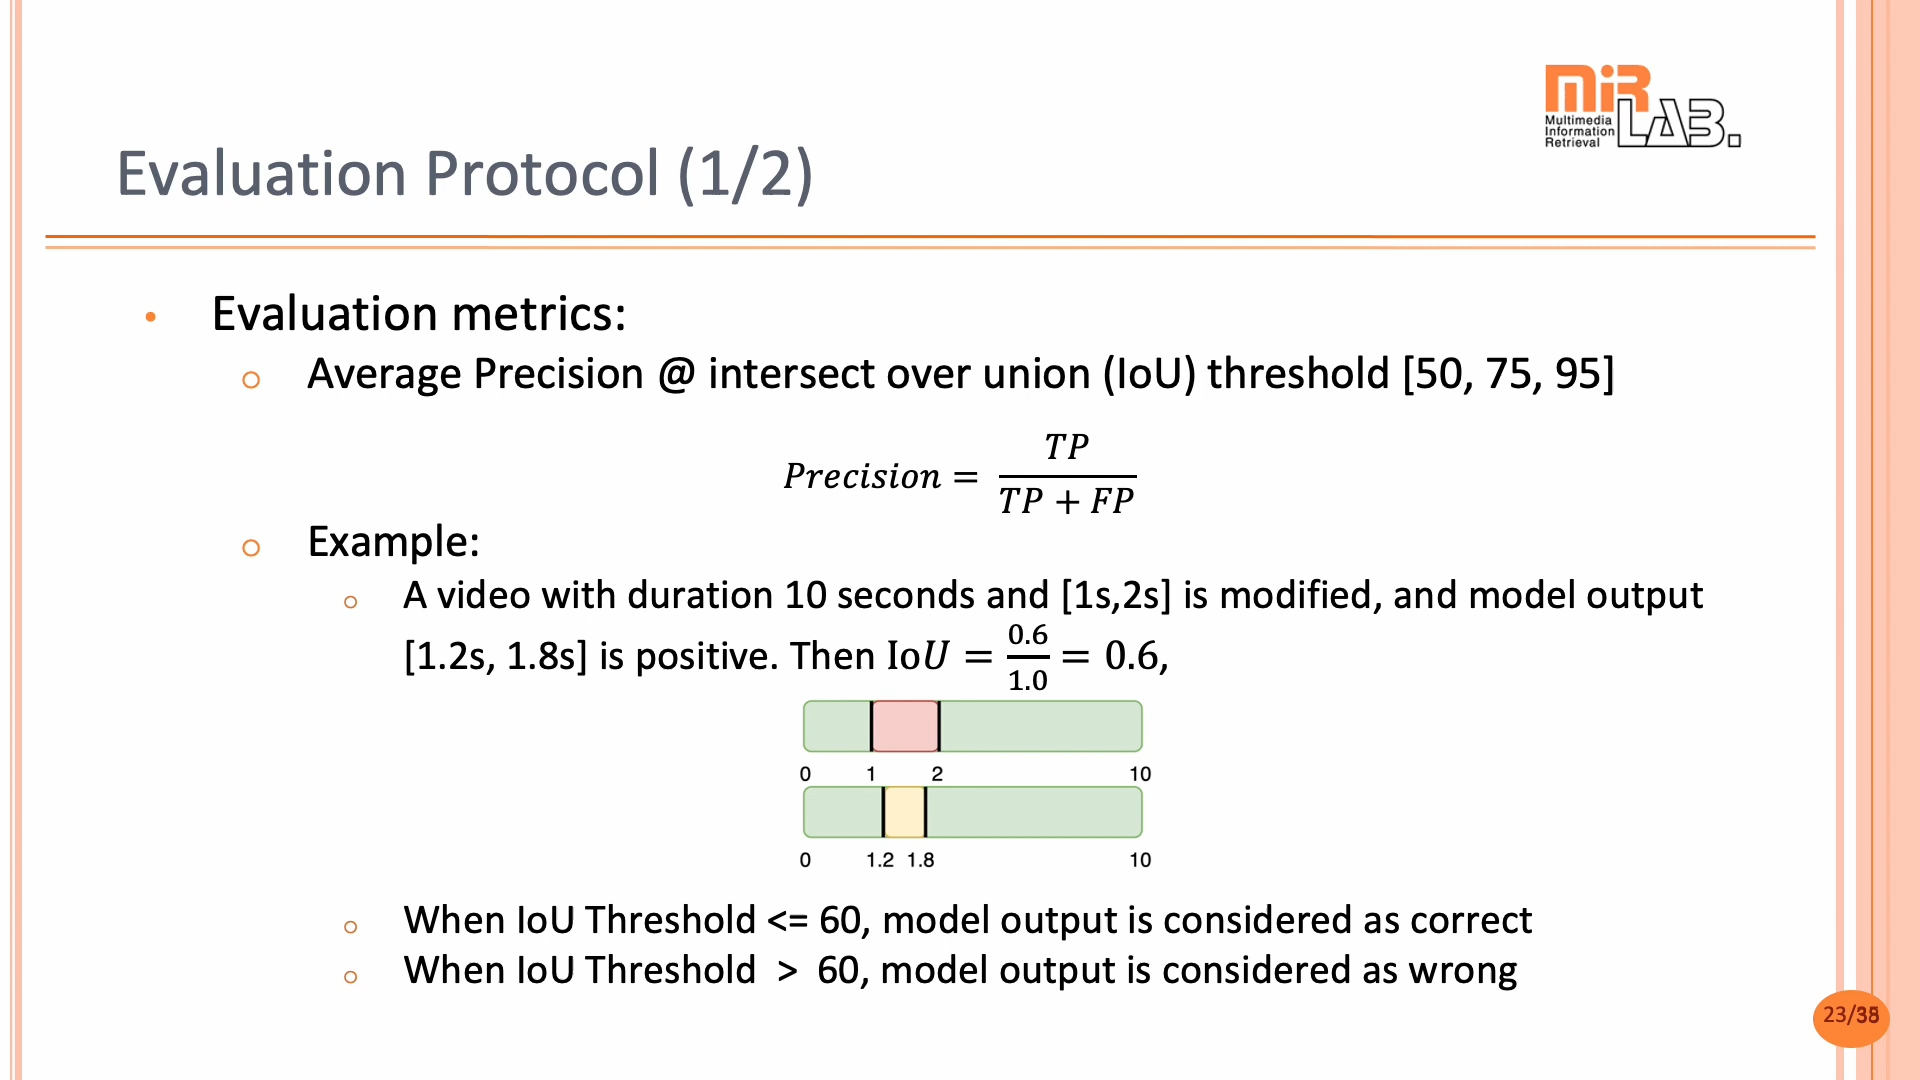 MiR LAB.
Multimedia
Information
Retrieval
Evaluation Protocol (1/2)
• Evaluation metrics:
o Average Precision @ intersect over union (IoU) threshold [50, 75, 95]
Precision = TP / TP + FP
o Example:
o A video with duration 10 seconds and [1s,2s] is modified, and model output
[1.2s, 1.8s] is positive. Then IoU = 0.6/1.0 = 0.6,
0 1 2 10
0 1.2 1.8 10
o When IoU Threshold <= 60, model output is considered as correct
o When IoU Threshold > 60, model output is considered as wrong
23/